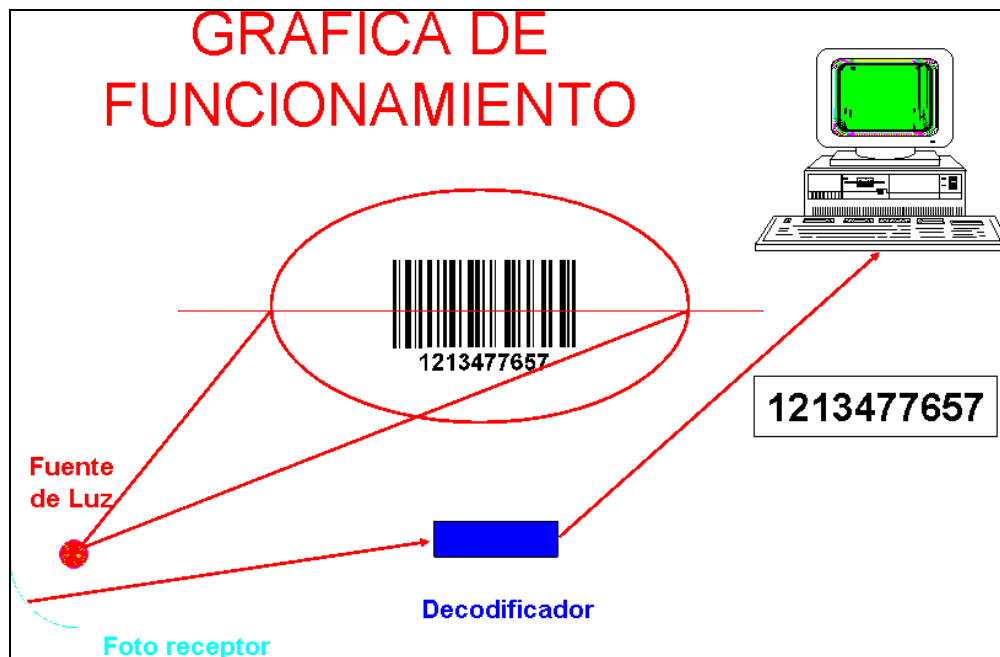 GRAFICA DE
FUNCIONAMIENTO
1213477657
1213477657
Fuente
de Luz
Decodificador
Foto receptor